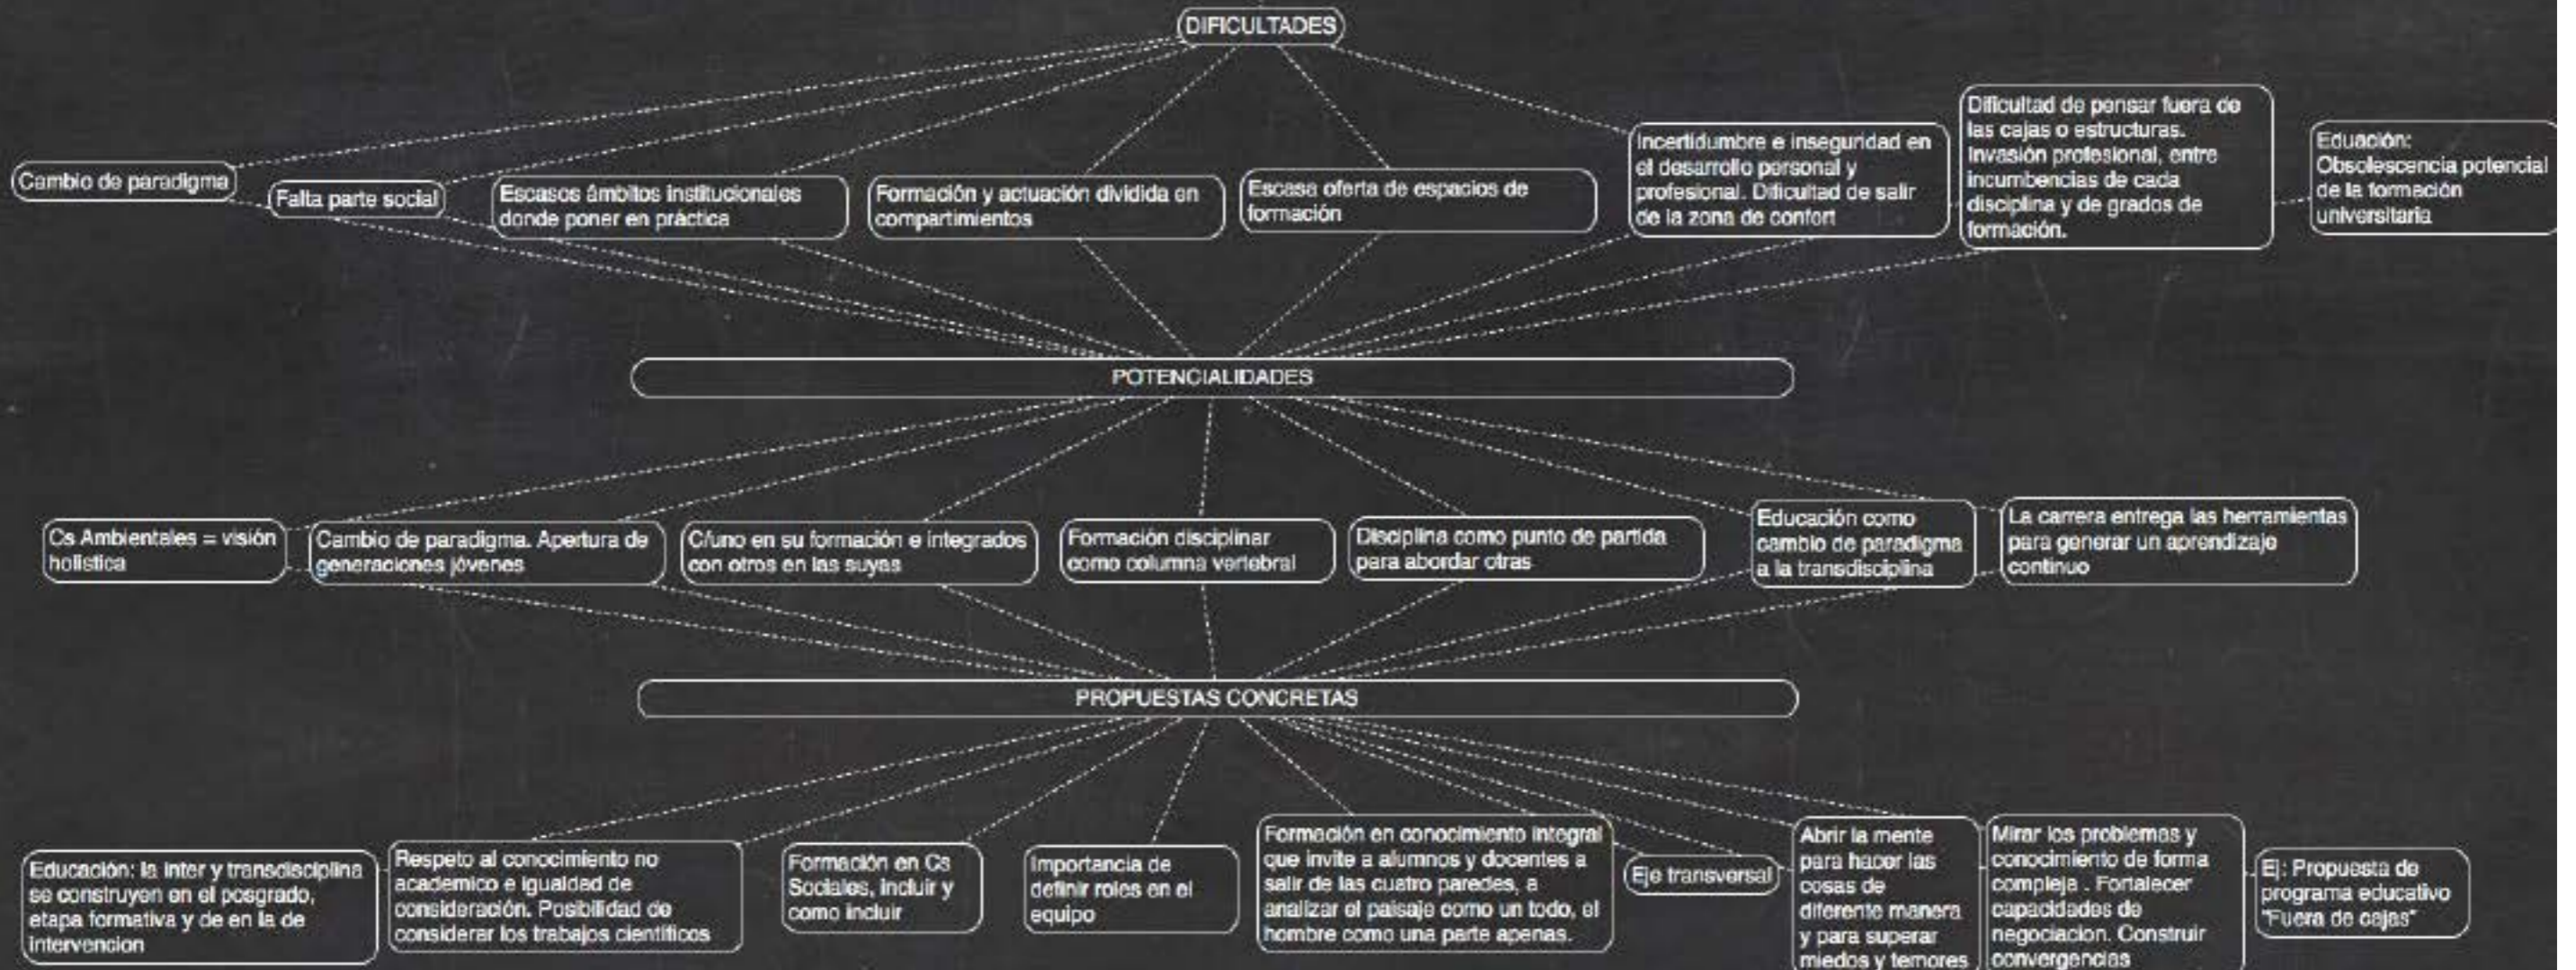 DIFICULTADES
Cambio de paradigma
Falta parte social
Escasos ámbitos institucionales
donde poner en práctica
Formación y actuación dividida en
compartimientos
Escasa oferta de espacios de
formación
Incertidumbre e inseguridad en
el desarrollo personal y
profesional. Dificultad de salir
de la zona de confort
Dificultad de pensar fuera de
las cajas o estructuras.
Invasión profesional, entre
incumbencias de cada
disciplina y de grados de
formación.
Eduación:
Obsolescencia potencial
de la formación
universitaria
POTENCIALIDADES
Cs Ambientales = visión
holistica
Cambio de paradigma. Apertura de
generaciones jóvenes
C/uno en su formación e integrados
con otros en las suyas
Formación disciplinar
como columna vertebral
Disciplina como punto de partida
para abordar otras
Educación como
cambio de paradigma
a la transdisciplina
La carrera entrega las herramientas
para generar un aprendizaje
continuo
PROPUESTAS CONCRETAS
Educación: la inter y transdisciplina
se construyen en el posgrado,
etapa formativa y de en la de
intervencion
Respeto al conocimiento no
academico e igualdad de
consideración. Posibilidad de
considerar los trabajos científicos
Formación en Cs
Sociales, incluir y
como incluir
Importancia de
definir roles en el
equipo
Formación en conocimiento integral
que invite a alumnos y docentes a
salir de las cuatro paredes, a
analizar el paisaje como un todo, el
hombre como una parte apenas.
Eje transversal
Abrir la mente
para hacer las
cosas de
diferente manera
y para superar
miedos y temores
Mirar los problemas y
conocimiento de forma
compleja . Fortalecer
capacidades de
negociacion. Construir
convergencias
Ej: Propuesta de
programa educativo
"Fuera de cajas"